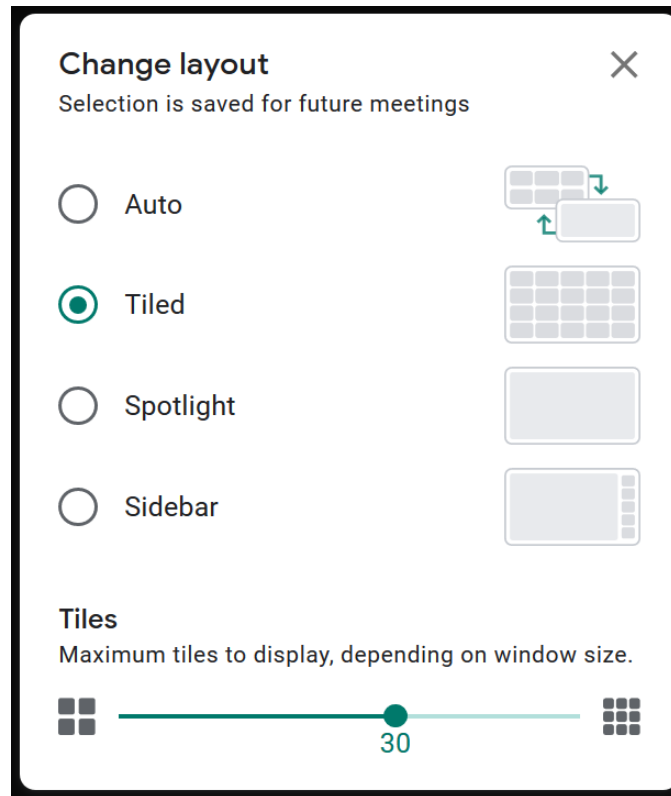 Change layout
Selection is saved for future meetings
Auto
Tiled
Spotlight
Sidebar
Tiles
Maximum tiles to display, depending on window size.
30